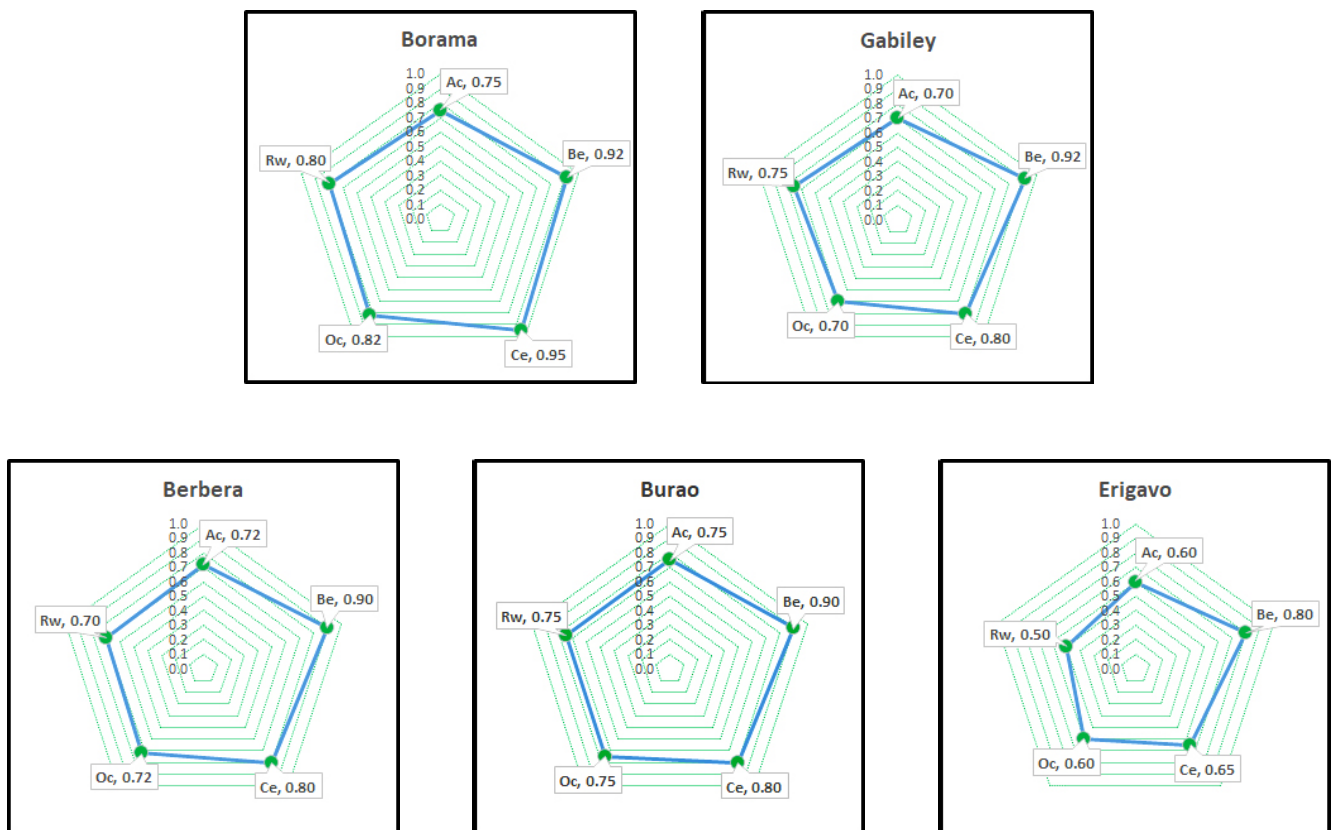 Borama
1.0
0.9
0.8
0.7
0.6
0.5
0.4
0.3
0.2
0.1
0.0
Ac, 0.75
Be, 0.92
Ce, 0.95
Oc, 0.82
Rw, 0.80
Gabiley
1.0
0.9
0.8
0.7
0.6
0.5
0.4
0.3
0.2
0.1
0.0
Ac, 0.70
Be, 0.92
Ce, 0.80
Oc, 0.70
Rw, 0.75
Berbera
1.0
0.9
0.8
0.7
0.6
0.5
0.4
0.3
0.2
0.1
0.0
Ac, 0.72
Be, 0.90
Ce, 0.80
Oc, 0.72
Rw, 0.70
Burao
1.0
0.9
0.8
0.7
0.6
0.5
0.4
0.3
0.2
0.1
0.0
Ac, 0.75
Be, 0.90
Ce, 0.80
Oc, 0.75
Rw, 0.75
Erigavo
1.0
0.9
0.8
0.7
0.6
0.5
0.4
0.3
0.2
0.1
0.0
Ac, 0.60
Be, 0.80
Ce, 0.65
Oc, 0.60
Rw, 0.50